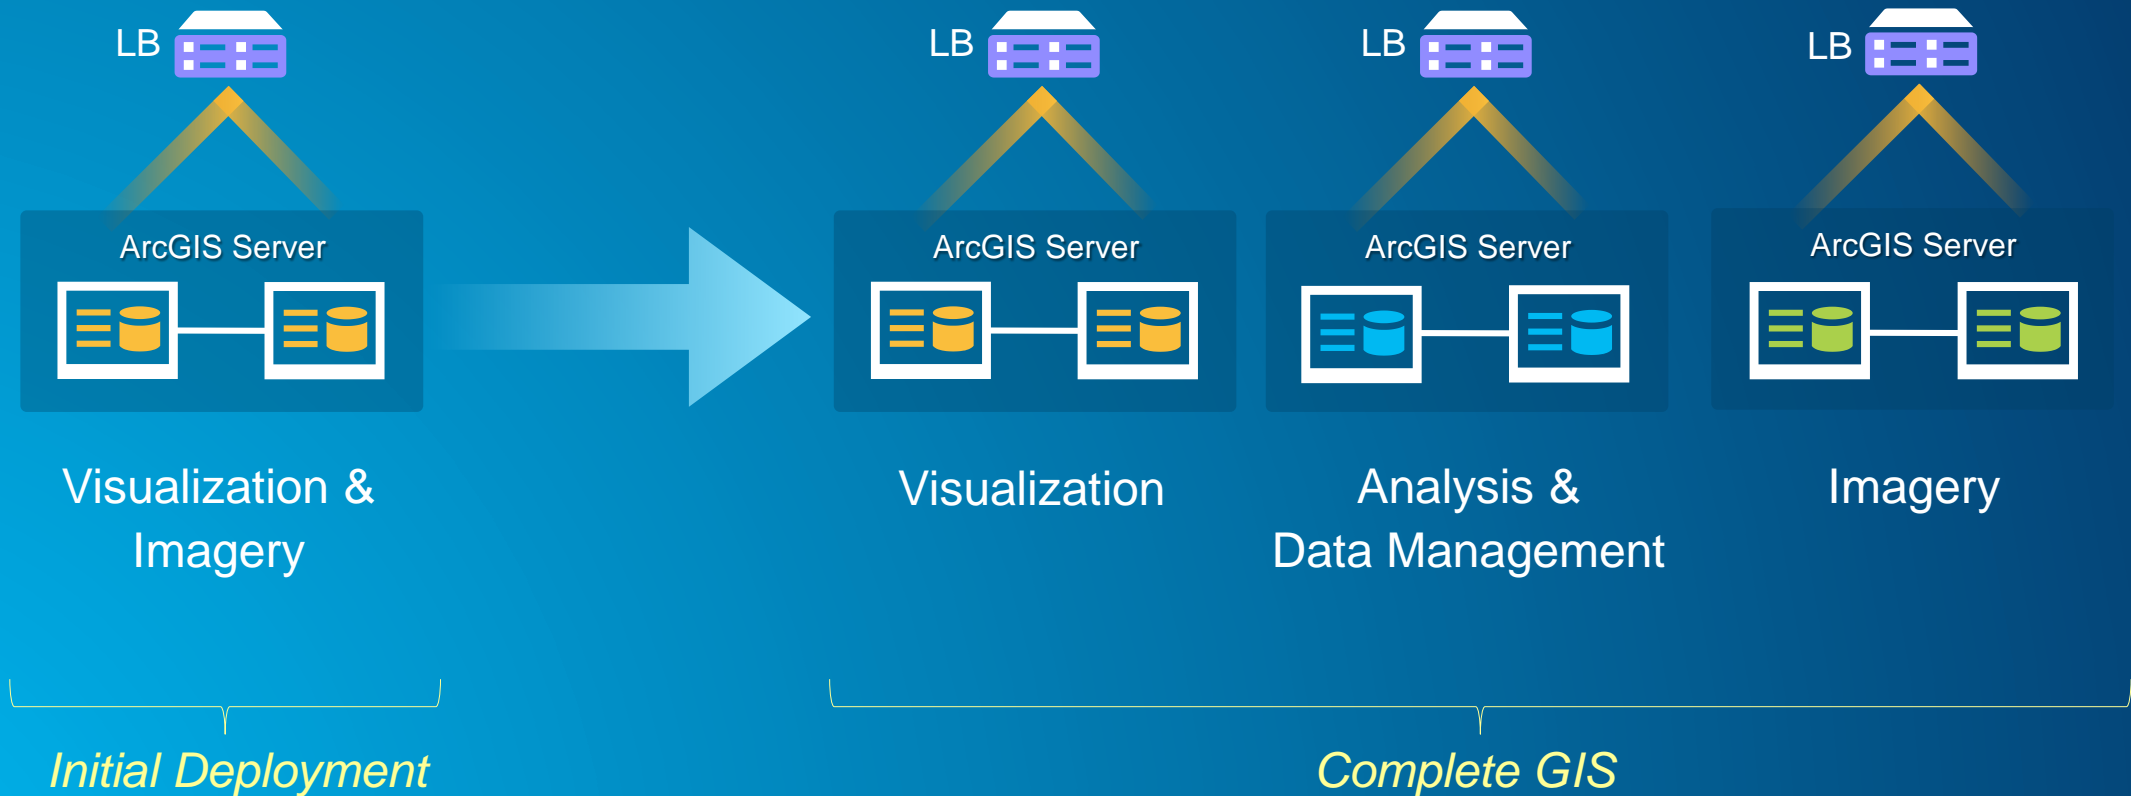 LB
LB
LB
LB
ArcGIS Server
ArcGIS Server
ArcGIS Server
ArcGIS Server
Visualization &
Imagery
Visualization
Analysis &
Data Management
Imagery
Initial Deployment
Complete GIS